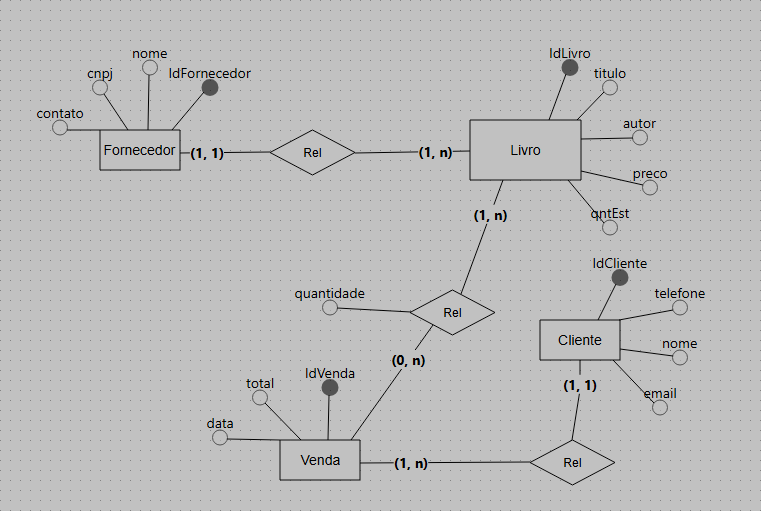 nome
cnpj
IdFornecedor
contato
Fornecedor
(1, 1)
Rel
(1, n)
Livro
IdLivro
titulo
autor
preco
qntEst
(1, n)
quantidade
Rel
(0, n)
IdCliente
telefone
Cliente
nome
email
(1, 1)
IdVenda
total
data
Venda
(1, n)
Rel